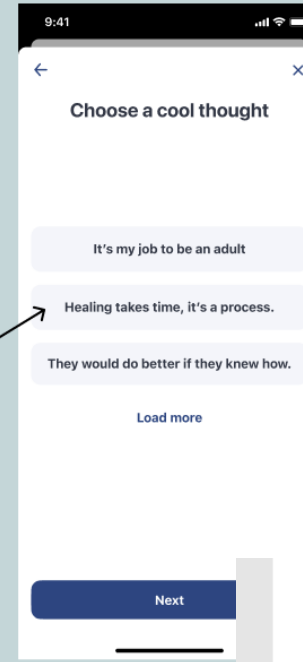 9:41
Choose a cool thought
It's my job to be an adult
Healing takes time, it's a process.
They would do better if they knew how.
Load more
Next